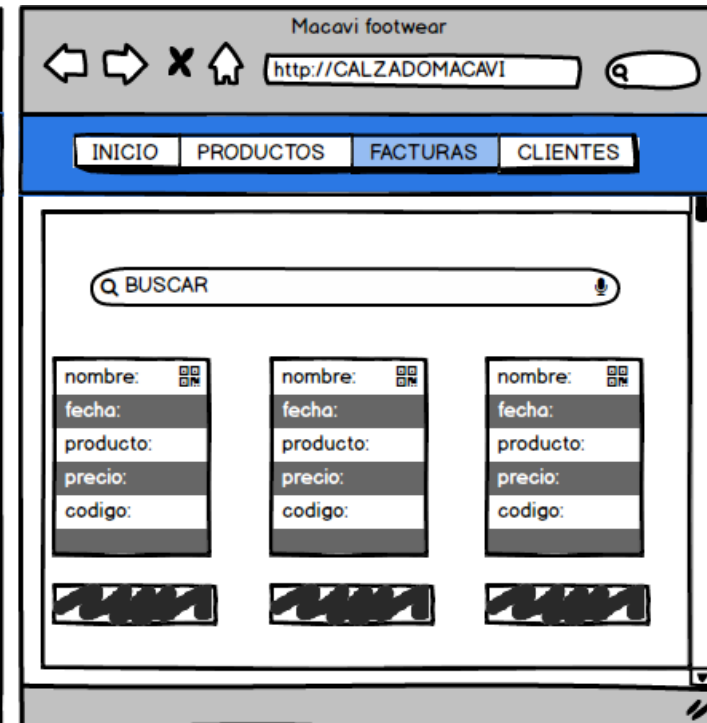 Macavi footwear
http://CALZADOMACAVI
INICIO PRODUCTOS FACTURAS CLIENTES
BUSCAR
nombre: nombre: nombre:
fecha: fecha: fecha:
producto: producto: producto:
precio: precio: precio:
codigo: codigo: codigo: